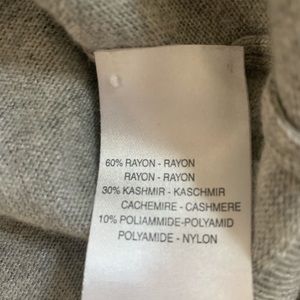 60% RAYON - RAYON
RAYON - RAYON
30% KASHMIR - KASCHMIR
CACHEMIRE - CASHMERE
10% POLIAMMIDE-POLYAMID
POLYAMIDE - NYLON